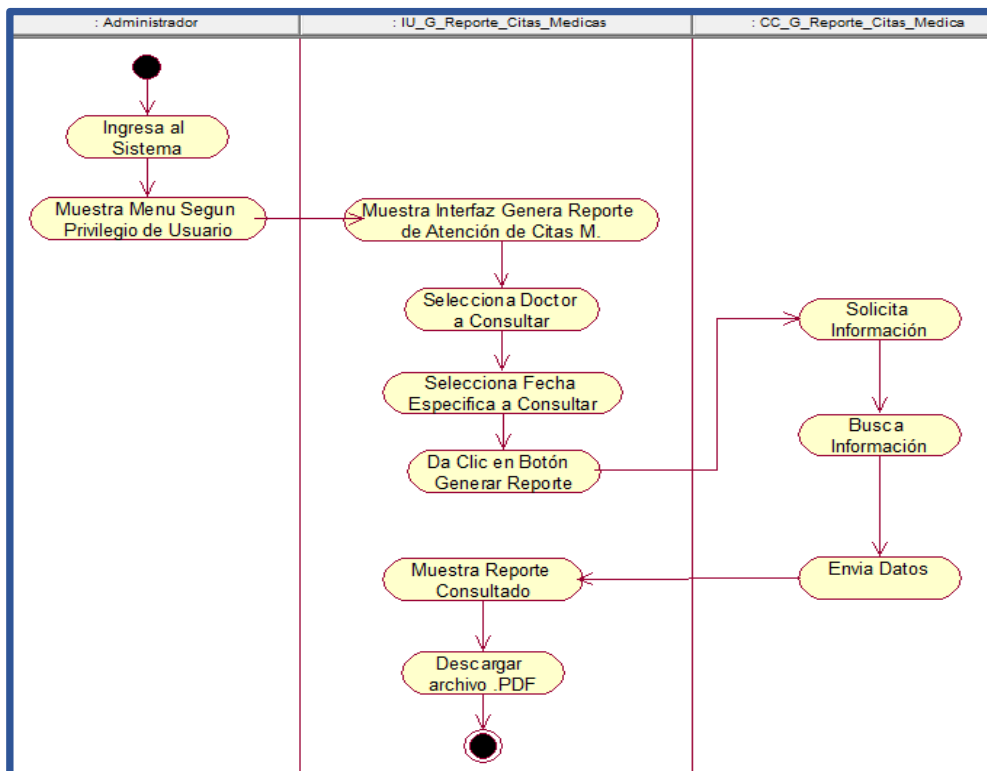 : Administrador
: IU_G_Reporte_Citas_Medicas
: CC_G_Reporte_Citas_Medica
Ingresa al
Sistema
Muestra Menu Segun
Privilegio de Usuario
Muestra Interfaz Genera Reporte
de Atención de Citas M.
Selecciona Doctor
a Consultar
Selecciona Fecha
Especifica a Consultar
Da Clic en Botón
Generar Reporte
Solicita
Información
Busca
Información
Envia Datos
Muestra Reporte
Consultado
Descargar
archivo .PDF